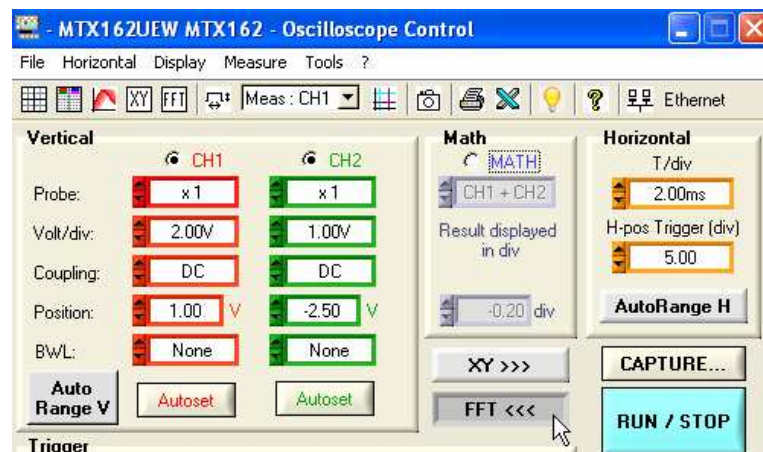 - MTX162UEW MTX162 - Oscilloscope Control
File Horizontal Display Measure Tools ?
XY FFT Meas : CH1 ? Ethernet
Vertical
CH1 CH2
Probe: x 1 x 1
Volt/div: 2.00V 1.00V
Coupling: DC DC
Position: 1.00 V -2.50 V
BWL: None None
Auto Range V Autoset Autoset
Math
MATH
CH1 + CH2
Result displayed
in div
-0.20 div
XY >>>
FFT <<<
Horizontal
T/div
2.00ms
H-pos Trigger (div)
5.00
AutoRange H
CAPTURE...
RUN / STOP
Trigger